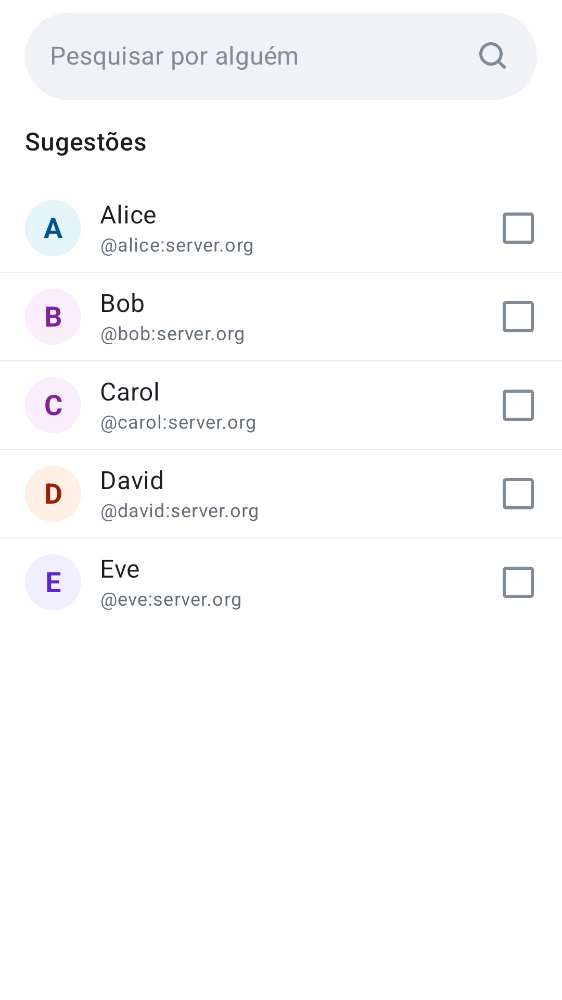 Pesquisar por alguém
Sugestões
A
Alice
@alice:server.org
B
Bob
@bob:server.org
C
Carol
@carol:server.org
D
David
@david:server.org
E
Eve
@eve:server.org